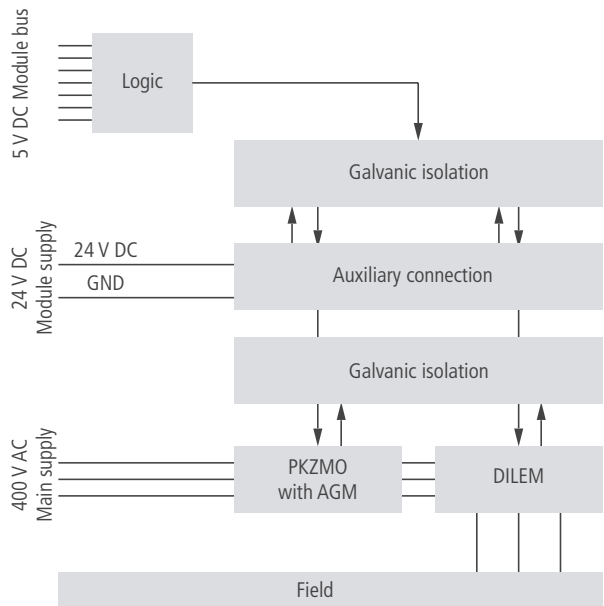 5 V DC Module bus
Logic
Galvanic isolation
24 V DC
Module supply
24 V DC
GND
Auxiliary connection
Galvanic isolation
400 V AC
Main supply
PKZMO
with AGM
DILEM
Field